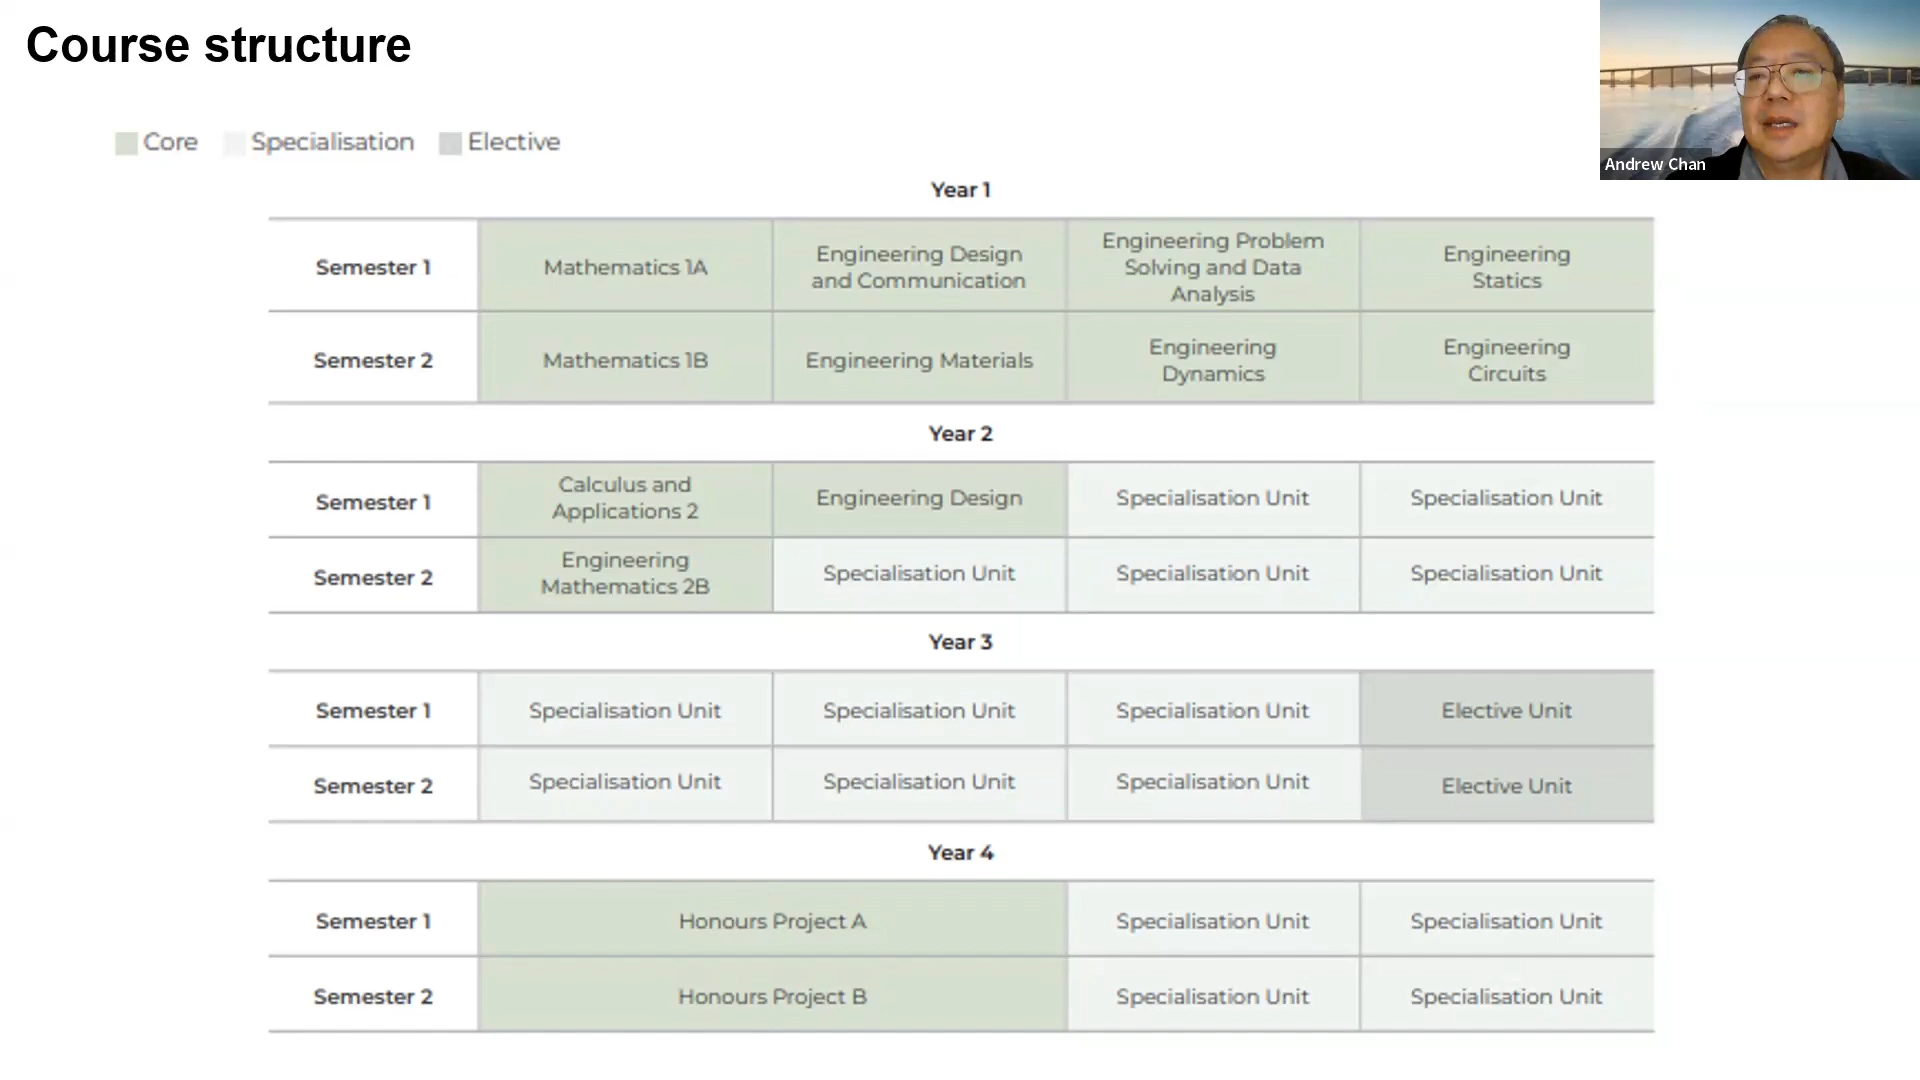 Course structure
Andrew Chan
Core
Specialisation
Elective
Year 1
Semester 1
Mathematics 1A
Engineering Design
and Communication
Engineering Problem
Solving and Data
Analysis
Engineering
Statics
Semester 2
Mathematics 1B
Engineering Materials
Engineering
Dynamics
Engineering
Circuits
Year 2
Semester 1
Calculus and
Applications 2
Engineering Design
Specialisation Unit
Specialisation Unit
Semester 2
Engineering
Mathematics 2B
Specialisation Unit
Specialisation Unit
Specialisation Unit
Year 3
Semester 1
Specialisation Unit
Specialisation Unit
Specialisation Unit
Elective Unit
Semester 2
Specialisation Unit
Specialisation Unit
Specialisation Unit
Elective Unit
Year 4
Semester 1
Honours Project A
Specialisation Unit
Specialisation Unit
Semester 2
Honours Project B
Specialisation Unit
Specialisation Unit